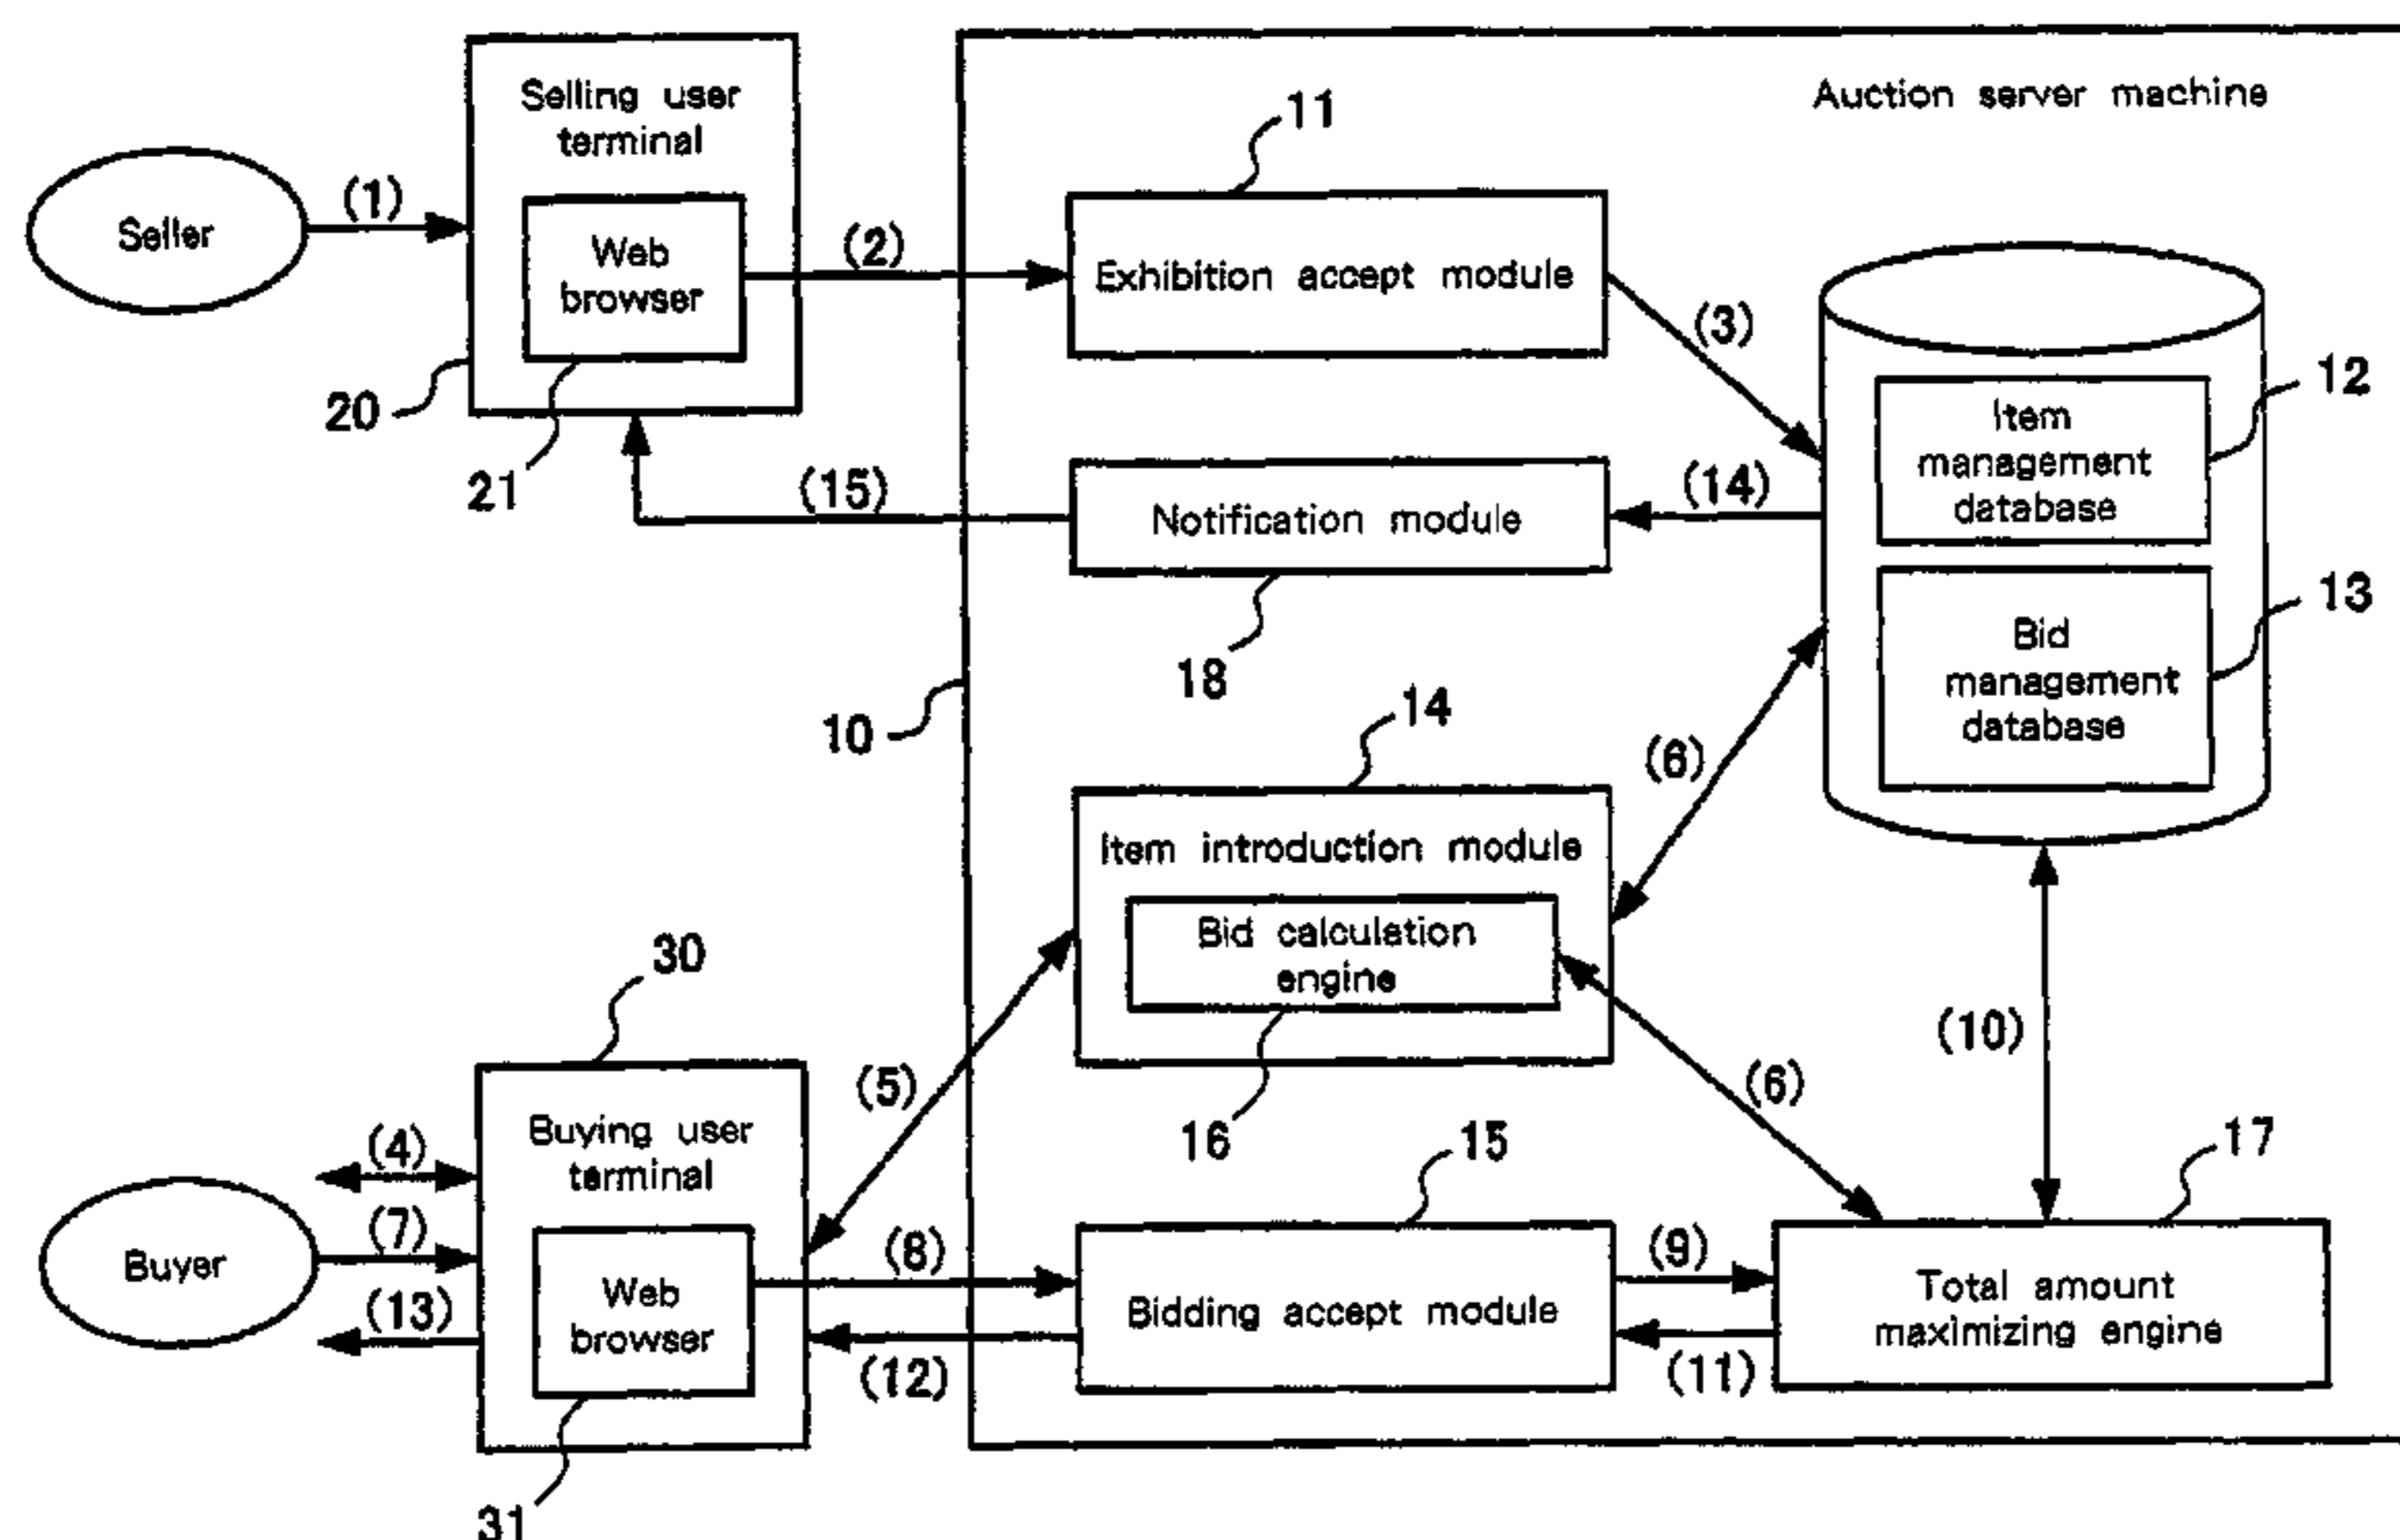 Auction server machine
Selling user
terminal
11
Seller
(1)
Web
browser
(2)
Exhibition accept module
(3)
20
21
12
Item
management
database
(15)
Notification module
(14)
13
Bid
management
database
18
10
14
(6)
Item introduction module
Bid calculation
engine
30
(5)
16
(6)
(10)
15
17
Buying user
terminal
(4)
(7)
Buyer
(13)
Web
browser
(8)
(12)
Bidding accept module
(9)
(11)
Total amount
maximizing engine
31